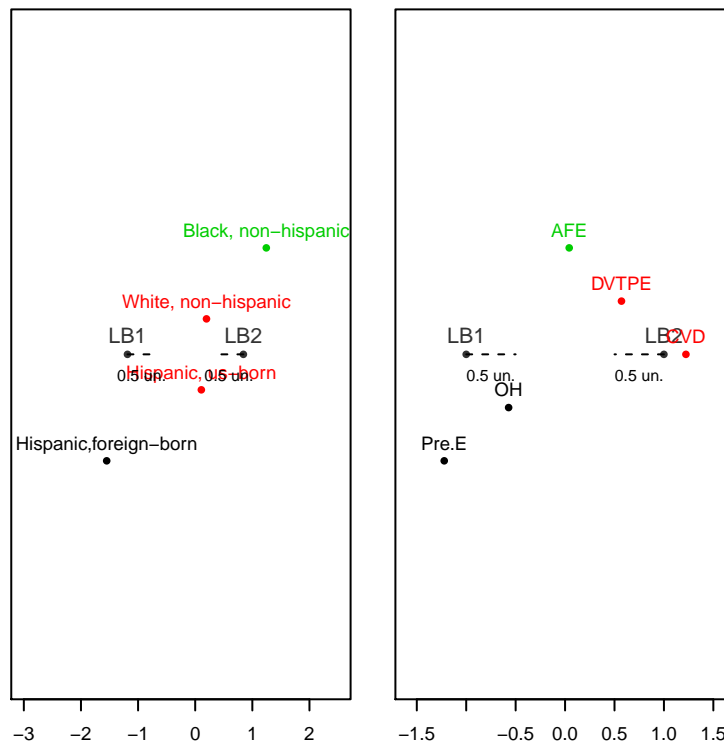 Black, non−hispanic
White, non−hispanic
LB1
LB2
0.5 un.
0.5 un.
Hispanic, us−born
Hispanic,foreign−born
−3
−2
−1
0
1
2
AFE
DVTPE
LB1
LB2
CVD
0.5 un.
0.5 un.
OH
Pre.E
−1.5
−0.5
0.0
0.5
1.0
1.5